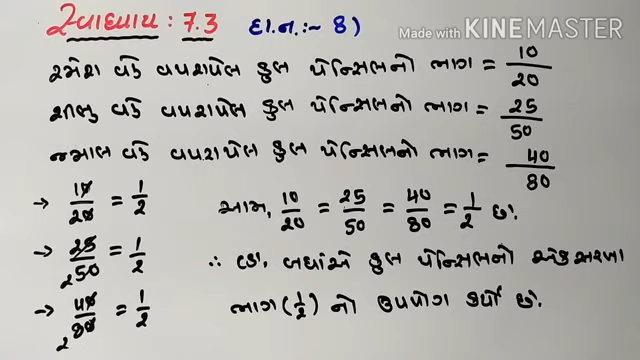 સ્વાધ્યાય : 7.3 દા.ન. :- 8)
Made with KINEMASTER
રમેશ વડે વપરાયેલ કુલ પેન્સિલનો ભાગ = 10/20
શાલુ વડે વપરાયેલ કુલ પેન્સિલનો ભાગ = 25/50
જમાલ વડે વપરાયેલ કુલ પેન્સિલનો ભાગ = 40/80
→ 10/20 = 1/2 આમ, 10/20 = 25/50 = 40/80 = 1/2 છે.
→ 25/50 2 = 1/2 ∴ હા, બધાંએ કુલ પેન્સિલનો એકસરખા
→ 40/80 2 = 1/2 ભાગ (1/2) નો ઉપયોગ કર્યો છે.